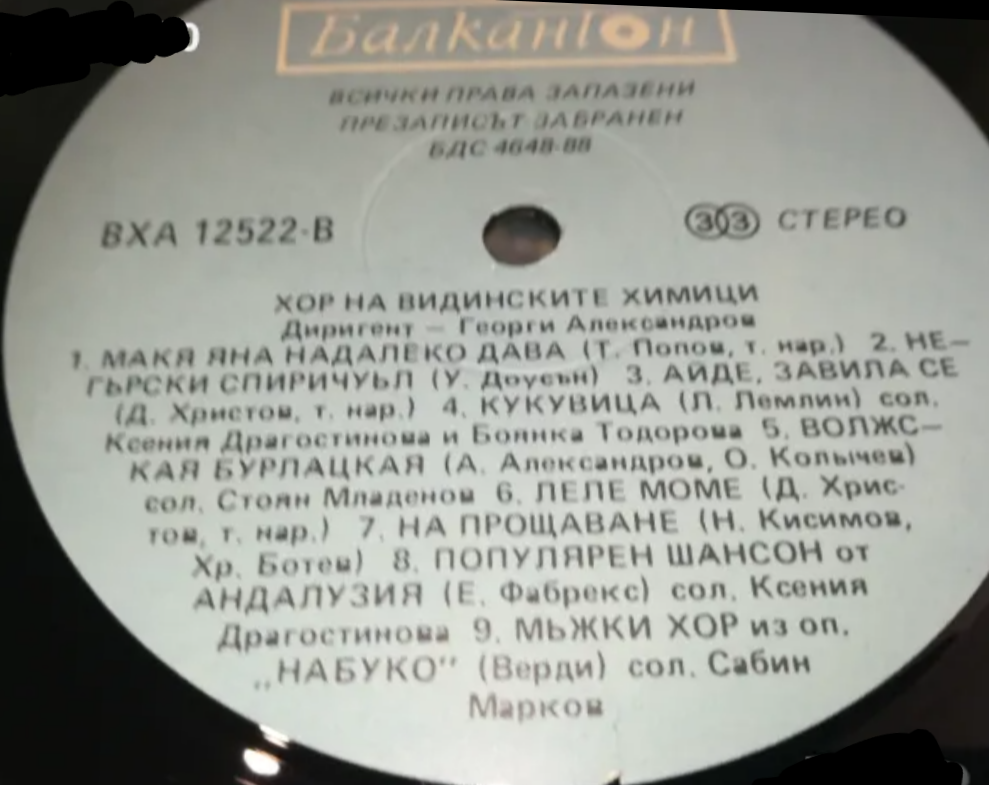 Балкантон
ВСИЧКИ ПРАВА ЗАПАЗЕНИ
ПРЕЗАПИСЪТ ЗАБРАНЕН
БДС 4648-88
ВХА 12522-В
33 СТЕРЕО
ХОР НА ВИДИНСКИТЕ ХИМИЦИ
Диригент — Георги Александров
1. МАКЯ ЯНА НАДАЛЕКО ДАВА (Т. Попов, т. нар.) 2. НЕ—
ГЪРСКИ СПИРИЧУЪЛ (У. Доусън) 3. АЙДЕ, ЗАВИЛА СЕ
(Д. Христов, т. нар.) 4. КУКУВИЦА (Л. Лемлин) сол.
Ксения Драгостинова и Боянка Тодорова 5. ВОЛЖС—
КАЯ БУРЛАЦКАЯ (А. Александров, О. Колычев)
сол. Стоян Младенов 6. ЛЕЛЕ МОМЕ (Д. Хрис-
тов, т. нар.) 7. НА ПРОЩАВАНЕ (Н. Кисимов,
Хр. Ботев) 8. ПОПУЛЯРЕН ШАНСОН от
АНДАЛУЗИЯ (Е. Фабрекс) сол. Ксения
Драгостинова 9. МЪЖКИ ХОР из оп.
„НАБУКО“ (Верди) сол. Сабин
Марков